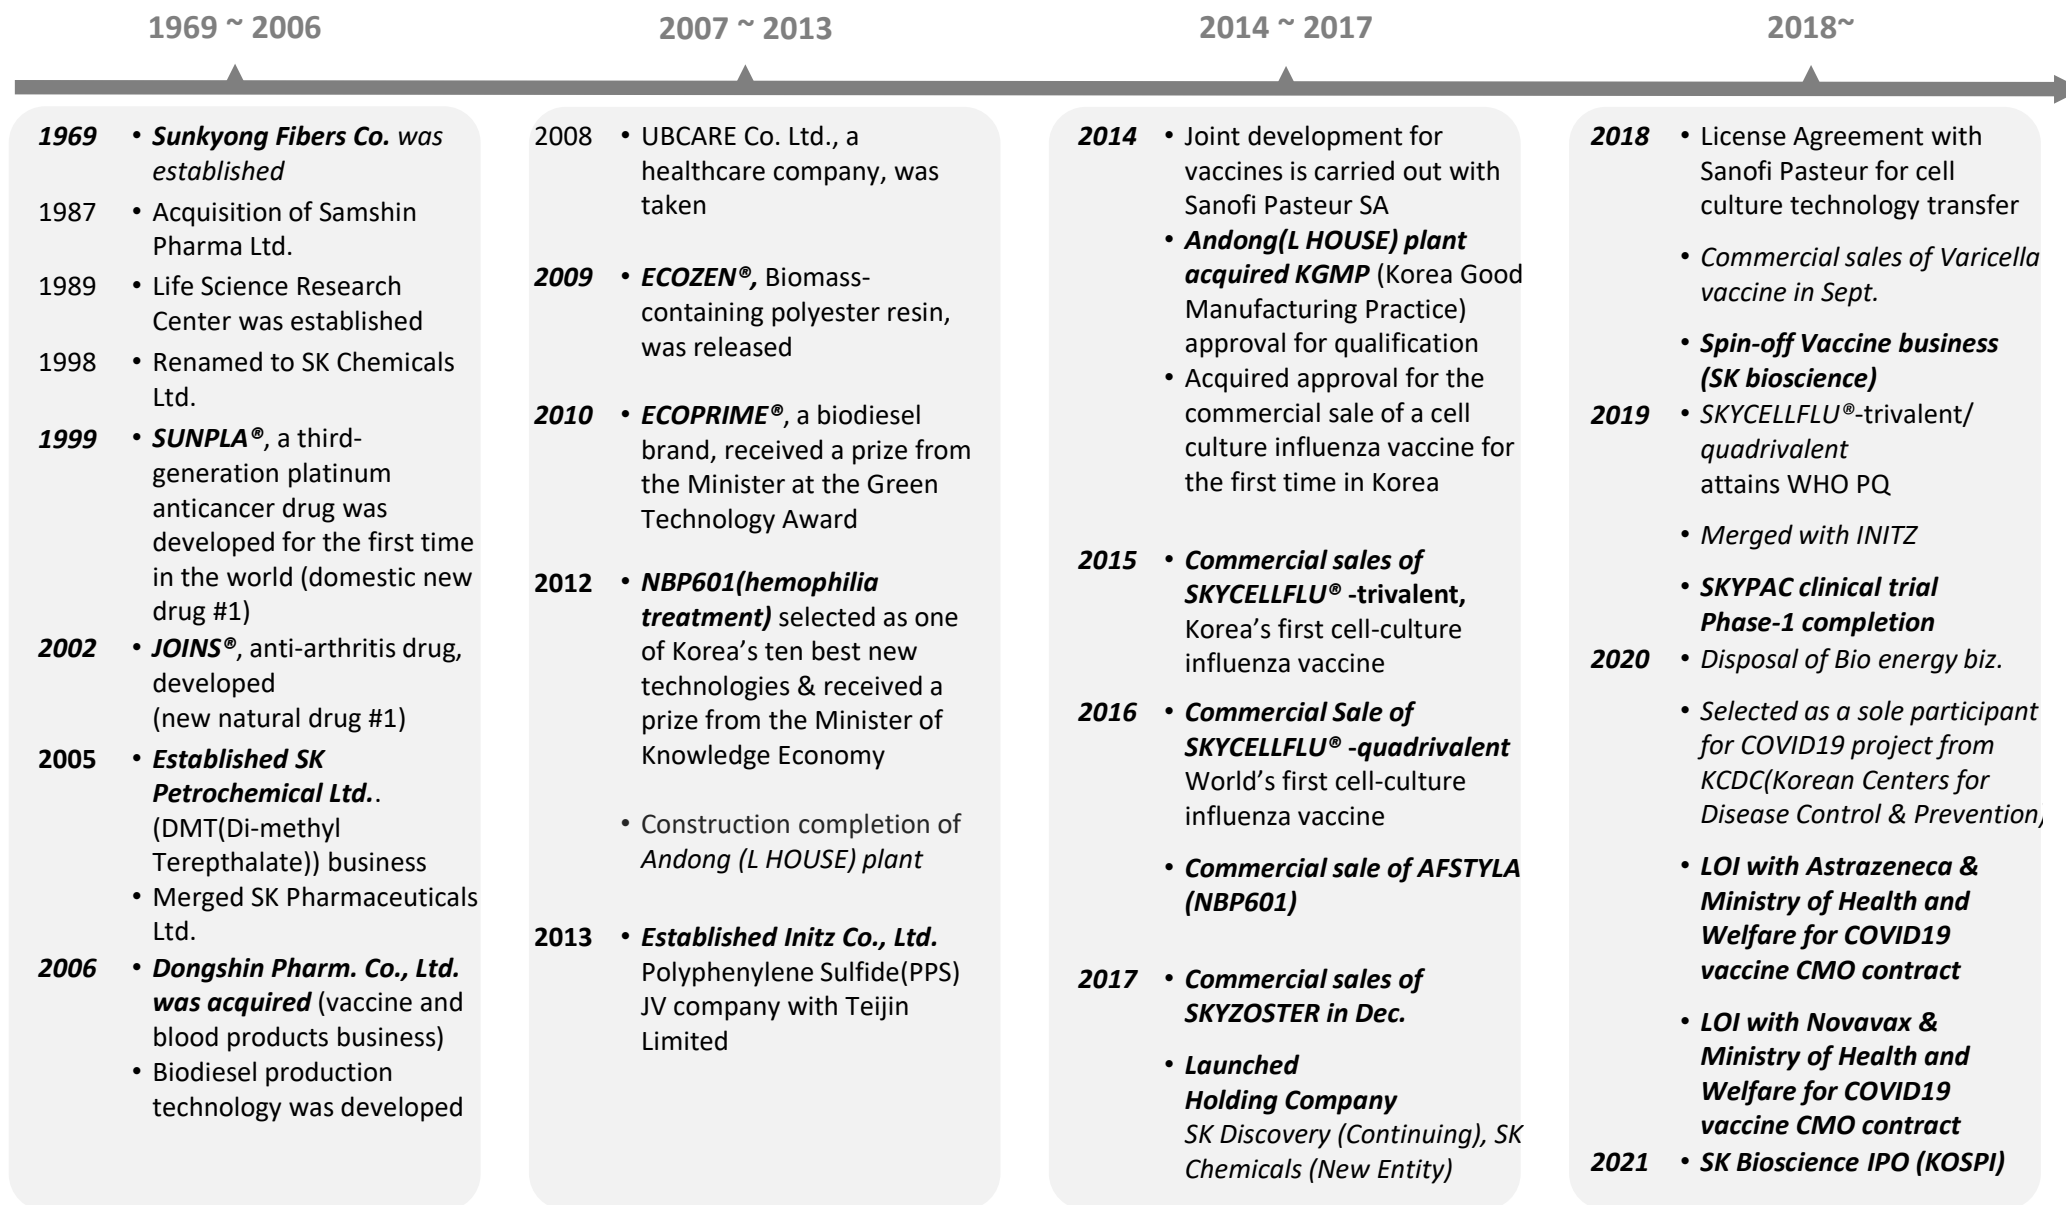 1969 ~ 2006
2007 ~ 2013
2014 ~ 2017
2018~
1969 • Sunkyong Fibers Co. was
established
1987 • Acquisition of Samshin
Pharma Ltd.
1989 • Life Science Research
Center was established
1998 • Renamed to SK Chemicals
Ltd.
1999 • SUNPLA®, a third-
generation platinum
anticancer drug was
developed for the first time
in the world (domestic new
drug #1)
2002 • JOINS®, anti-arthritis drug,
developed
(new natural drug #1)
2005 • Established SK
Petrochemical Ltd..
(DMT(Di-methyl
Terepthalate)) business
• Merged SK Pharmaceuticals
Ltd.
2006 • Dongshin Pharm. Co., Ltd.
was acquired (vaccine and
blood products business)
• Biodiesel production
technology was developed
2008 • UBCARE Co. Ltd., a
healthcare company, was
taken
2009 • ECOZEN®, Biomass-
containing polyester resin,
was released
2010 • ECOPRIME®, a biodiesel
brand, received a prize from
the Minister at the Green
Technology Award
2012 • NBP601(hemophilia
treatment) selected as one
of Korea's ten best new
technologies & received a
prize from the Minister of
Knowledge Economy
• Construction completion of
Andong (L HOUSE) plant
2013 • Established Initz Co., Ltd.
Polyphenylene Sulfide(PPS)
JV company with Teijin
Limited
2014 • Joint development for
vaccines is carried out with
Sanofi Pasteur SA
• Andong(L HOUSE) plant
acquired KGMP (Korea Good
Manufacturing Practice)
approval for qualification
• Acquired approval for the
commercial sale of a cell
culture influenza vaccine for
the first time in Korea
2015 • Commercial sales of
SKYCELLFLU® -trivalent,
Korea's first cell-culture
influenza vaccine
2016 • Commercial Sale of
SKYCELLFLU® -quadrivalent
World's first cell-culture
influenza vaccine
• Commercial sale of AFSTYLA
(NBP601)
2017 • Commercial sales of
SKYZOSTER in Dec.
• Launched
Holding Company
SK Discovery (Continuing), SK
Chemicals (New Entity)
2018 • License Agreement with
Sanofi Pasteur for cell
culture technology transfer
• Commercial sales of Varicella
vaccine in Sept.
• Spin-off Vaccine business
(SK bioscience)
2019 • SKYCELLFLU®-trivalent/
quadrivalent
attains WHO PQ
• Merged with INITZ
• SKYPAC clinical trial
Phase-1 completion
2020 • Disposal of Bio energy biz.
• Selected as a sole participant
for COVID19 project from
KCDC(Korean Centers for
Disease Control & Prevention)
• LOI with Astrazeneca &
Ministry of Health and
Welfare for COVID19
vaccine CMO contract
• LOI with Novavax &
Ministry of Health and
Welfare for COVID19
vaccine CMO contract
2021 • SK Bioscience IPO (KOSPI)